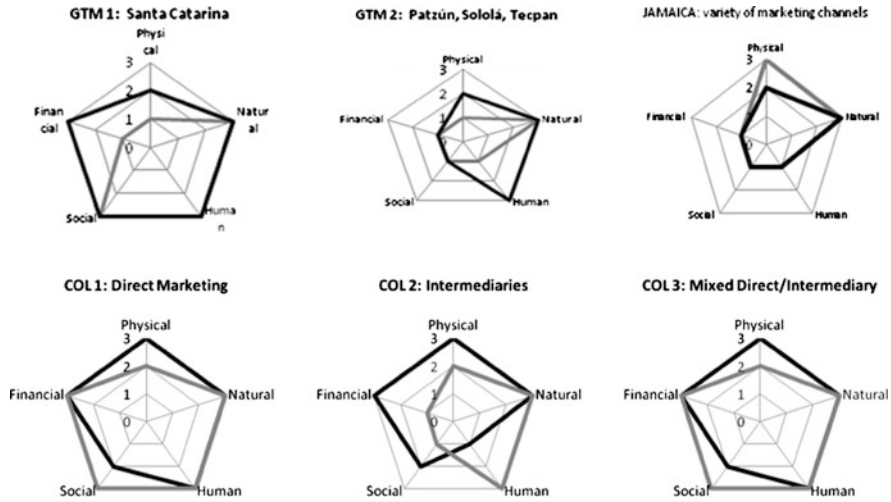 GTM 1: Santa Catarina
Physi
cal
3
2
1
0
Finan
cial
Natur
al
Social
Huma
n
GTM 2: Patzún, Sololá, Tecpan
Physical
3
2
1
0
Financial
Natural
Social
Human
JAMAICA: variety of marketing channels
Physical
3
2
1
0
Financial
Natural
Social
Human
COL 1: Direct Marketing
Physical
3
2
1
0
Financial
Natural
Social
Human
COL 2: Intermediaries
Physical
3
2
1
0
Financial
Natural
Social
Human
COL 3: Mixed Direct/Intermediary
Physical
3
2
1
0
Financial
Natural
Social
Human